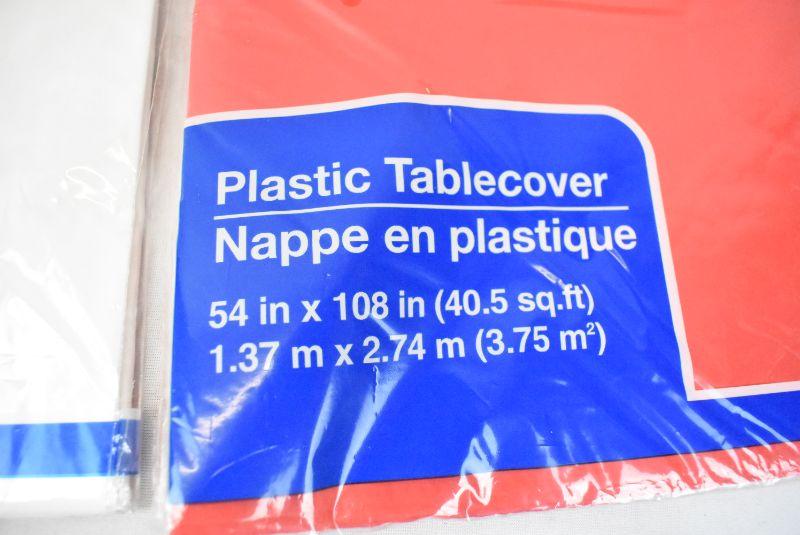 Plastic Tablecover
Nappe en plastique
54 in x 108 in (40.5 sq.ft)
1.37 m x 2.74 m (3.75 m²)